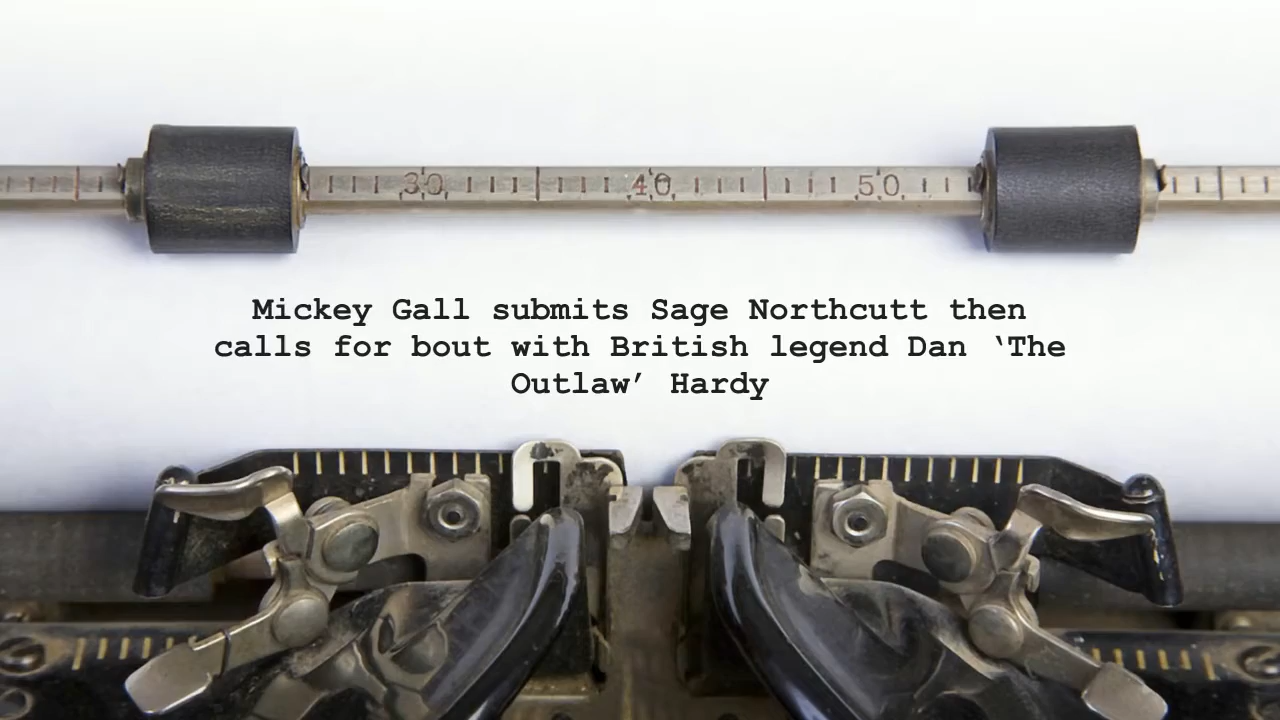 30 40 50
Mickey Gall submits Sage Northcutt then
calls for bout with British legend Dan ‘The
Outlaw’ Hardy